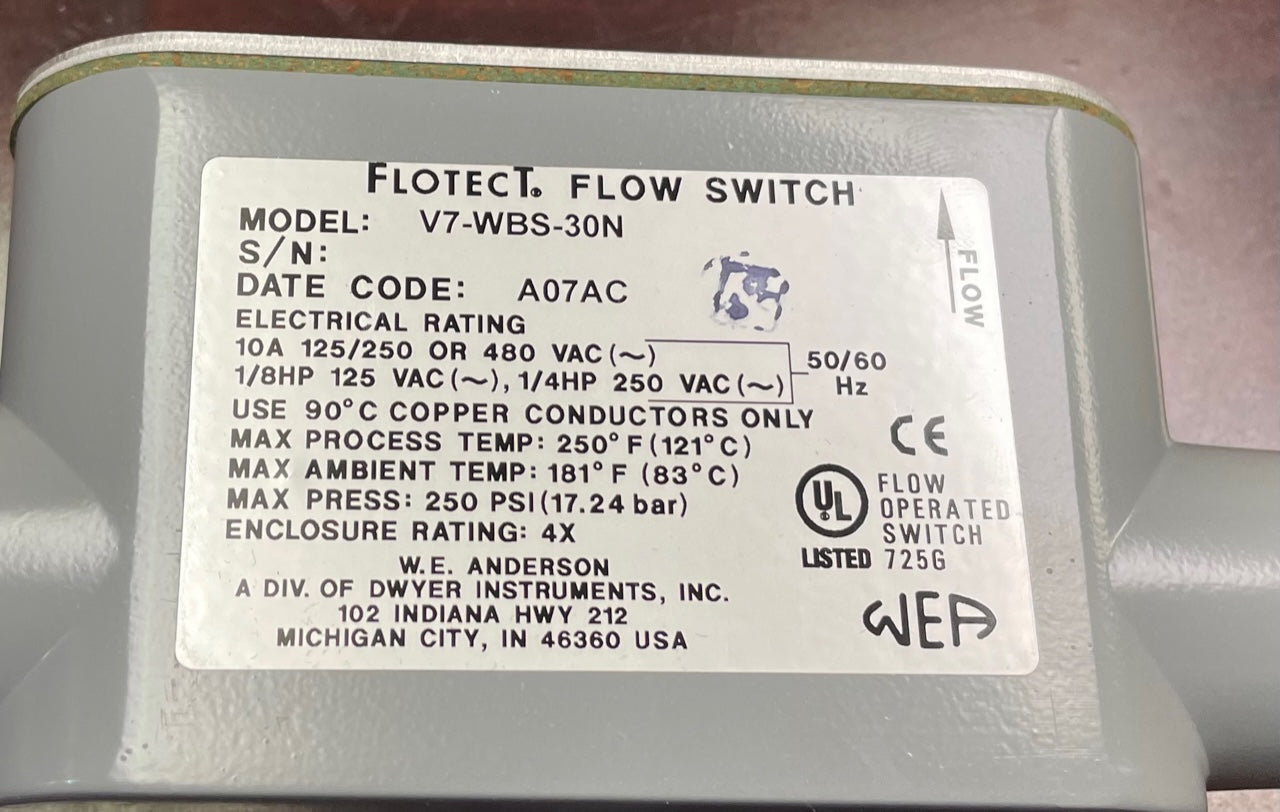 FLOTECT® FLOW SWITCH
MODEL: V7-WBS-30N
S/N:
DATE CODE: A07AC
ELECTRICAL RATING
10A 125/250 OR 480 VAC (~)
1/8HP 125 VAC (~), 1/4HP 250 VAC (~)
50/60
Hz
USE 90°C COPPER CONDUCTORS ONLY
MAX PROCESS TEMP: 250°F (121°C)
MAX AMBIENT TEMP: 181°F (83°C)
MAX PRESS: 250 PSI (17.24 bar)
ENCLOSURE RATING: 4X
W.E. ANDERSON
A DIV. OF DWYER INSTRUMENTS, INC.
102 INDIANA HWY 212
MICHIGAN CITY, IN 46360 USA
FLOW
CE
UL
LISTED
FLOW
OPERATED
SWITCH
725G
WEA